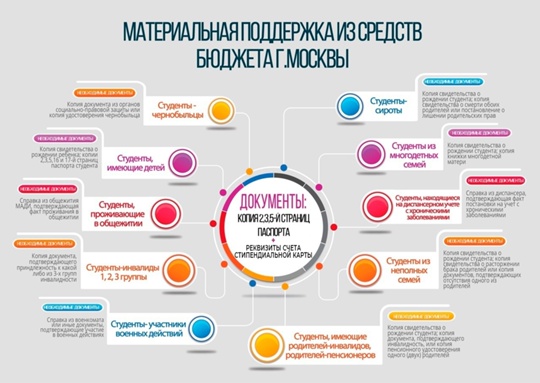 МАТЕРИАЛЬНАЯ ПОДДЕРЖКА ИЗ СРЕДСТВ
БЮДЖЕТА Г.МОСКВЫ
НЕОБХОДИМЫЕ ДОКУМЕНТЫ
Копия документа из органов
социально-правовой защиты или
копия удостоверения чернобыльца
Студенты -
чернобыльцы
НЕОБХОДИМЫЕ ДОКУМЕНТЫ
Копия свидетельства о
рождении ребенка; копии
2,3,5,16 и 17-й страниц
паспорта студента
Студенты,
имеющие детей
НЕОБХОДИМЫЕ ДОКУМЕНТЫ
Справка из общежития
МАДИ, подтверждающая
факт проживания в
общежитии
Студенты,
проживающие
в общежитии
НЕОБХОДИМЫЕ ДОКУМЕНТЫ
Копия документа,
подтверждающего
принадлежность к какой
либо из 3-х групп
инвалидности
Студенты-инвалиды
1, 2, 3 группы
НЕОБХОДИМЫЕ ДОКУМЕНТЫ
Справка из военкомата
или иные документы,
подтверждающие участие
в военных действиях
Студенты- участники
военных действий
ДОКУМЕНТЫ:
КОПИЯ 2,3,5-Й СТРАНИЦ
ПАСПОРТА
+
РЕКВИЗИТЫ СЧЕТА
СТИПЕНДИАЛЬНОЙ КАРТЫ
Студенты-
сироты
НЕОБХОДИМЫЕ ДОКУМЕНТЫ
Копия свидетельства о
рождении студента; копия
свидетельства о смерти обоих
родителей или постановление о
лишении родительских прав
Студенты из
многодетных
семей
НЕОБХОДИМЫЕ ДОКУМЕНТЫ
Копия свидетельства о
рождении студента; копия
книжки многодетной
матери
Студенты, находящиеся
на диспансерном учете
с хроническими
заболеваниями
НЕОБХОДИМЫЕ ДОКУМЕНТЫ
Справка из диспансера,
подтверждающая факт
постановки на учет с
хроническими
заболеваниями
Студенты из
неполных
семей
НЕОБХОДИМЫЕ ДОКУМЕНТЫ
Копия свидетельства о
рождении студента; копия
свидетельства о расторжении
брака родителей или копия
документов, подтверждающих
отсутствия одного из
родителей
Студенты, имеющие
родителей-инвалидов,
родителей-пенсионеров
НЕОБХОДИМЫЕ ДОКУМЕНТЫ
Копия свидетельства о
рождении студента; копия
документа, подтверждающего
инвалидность, или копия
пенсионного удостоверения
одного (двух) родителей